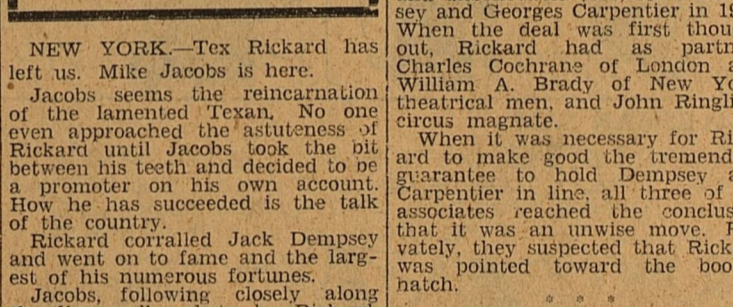 NEW YORK.—Tex Rickard has
left us. Mike Jacobs is here.
Jacobs seems the reincarnation
of the lamented Texan. No one
even approached the astuteness of
Rickard until Jacobs took the bit
between his teeth and decided to be
a promoter on his own account.
How he has succeeded is the talk
of the country.
Rickard corralled Jack Dempsey
and went on to fame and the larg-
est of his numerous fortunes.
Jacobs, following closely along
sey and Georges Carpentier in 19
When the deal was first thou
out, Rickard had as partn
Charles Cochrane of London a
William A. Brady of New Yo
theatrical men, and John Ringli
circus magnate.
When it was necessary for Ri
ard to make good the tremend
guarantee to hold Dempsey a
Carpentier in line, all three of
associates reached the conclus
that it was an unwise move. P
vately, they suspected that Rick
was pointed toward the boo
hatch.
* * *